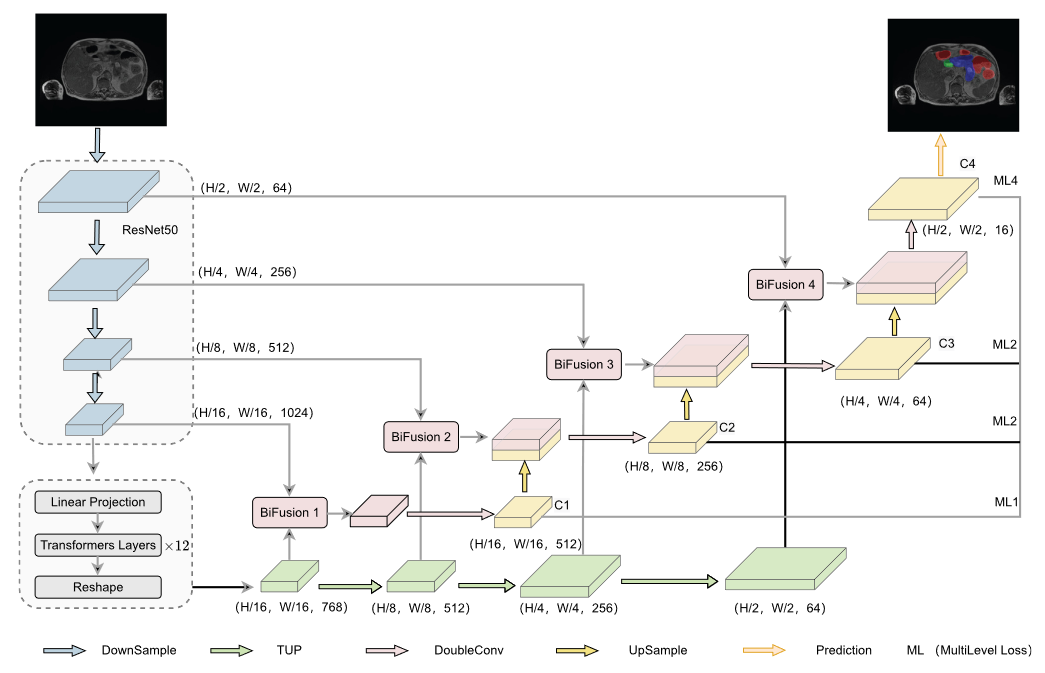 C4
ML4
(H/2, W/2, 64)
ResNet50
(H/2, W/2, 16)
(H/4, W/4, 256)
BiFusion 4
(H/8, W/8, 512)
C3
ML2
BiFusion 3
(H/4, W/4, 64)
(H/16, W/16, 1024)
ML2
C2
BiFusion 2
(H/8, W/8, 256)
Linear Projection
ML1
C1
BiFusion 1
Transformers Layers ×12
(H/16, W/16, 512)
Reshape
(H/16, W/16, 768)
(H/8, W/8, 512)
(H/4, W/4, 256)
(H/2, W/2, 64)
DownSample
TUP
DoubleConv
UpSample
Prediction
ML (MultiLevel Loss)